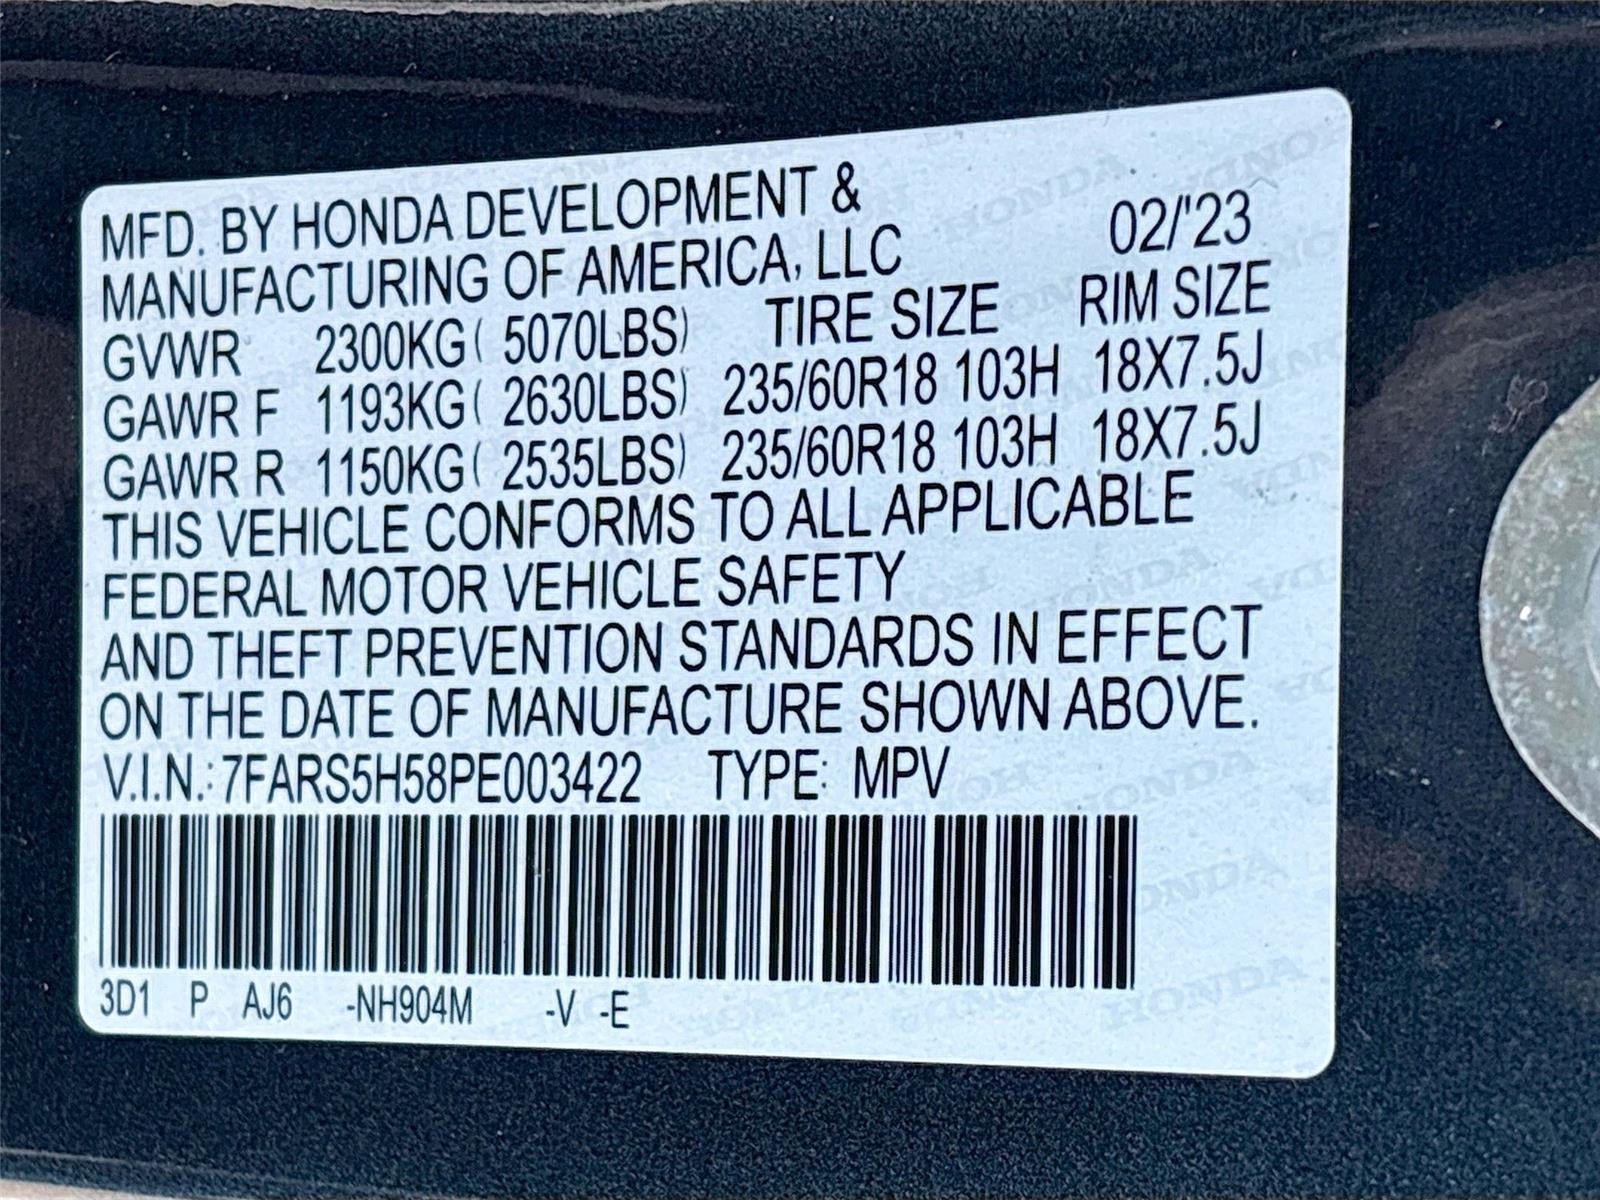 MFD. BY HONDA DEVELOPMENT &
MANUFACTURING OF AMERICA, LLC 02/'23
GVWR 2300KG( 5070LBS) TIRE SIZE RIM SIZE
GAWR F 1193KG( 2630LBS) 235/60R18 103H 18X7.5J
GAWR R 1150KG( 2535LBS) 235/60R18 103H 18X7.5J
THIS VEHICLE CONFORMS TO ALL APPLICABLE
FEDERAL MOTOR VEHICLE SAFETY
AND THEFT PREVENTION STANDARDS IN EFFECT
ON THE DATE OF MANUFACTURE SHOWN ABOVE.
V.I.N.: 7FARS5H58PE003422 TYPE: MPV
3D1 P AJ6 -NH904M -V -E